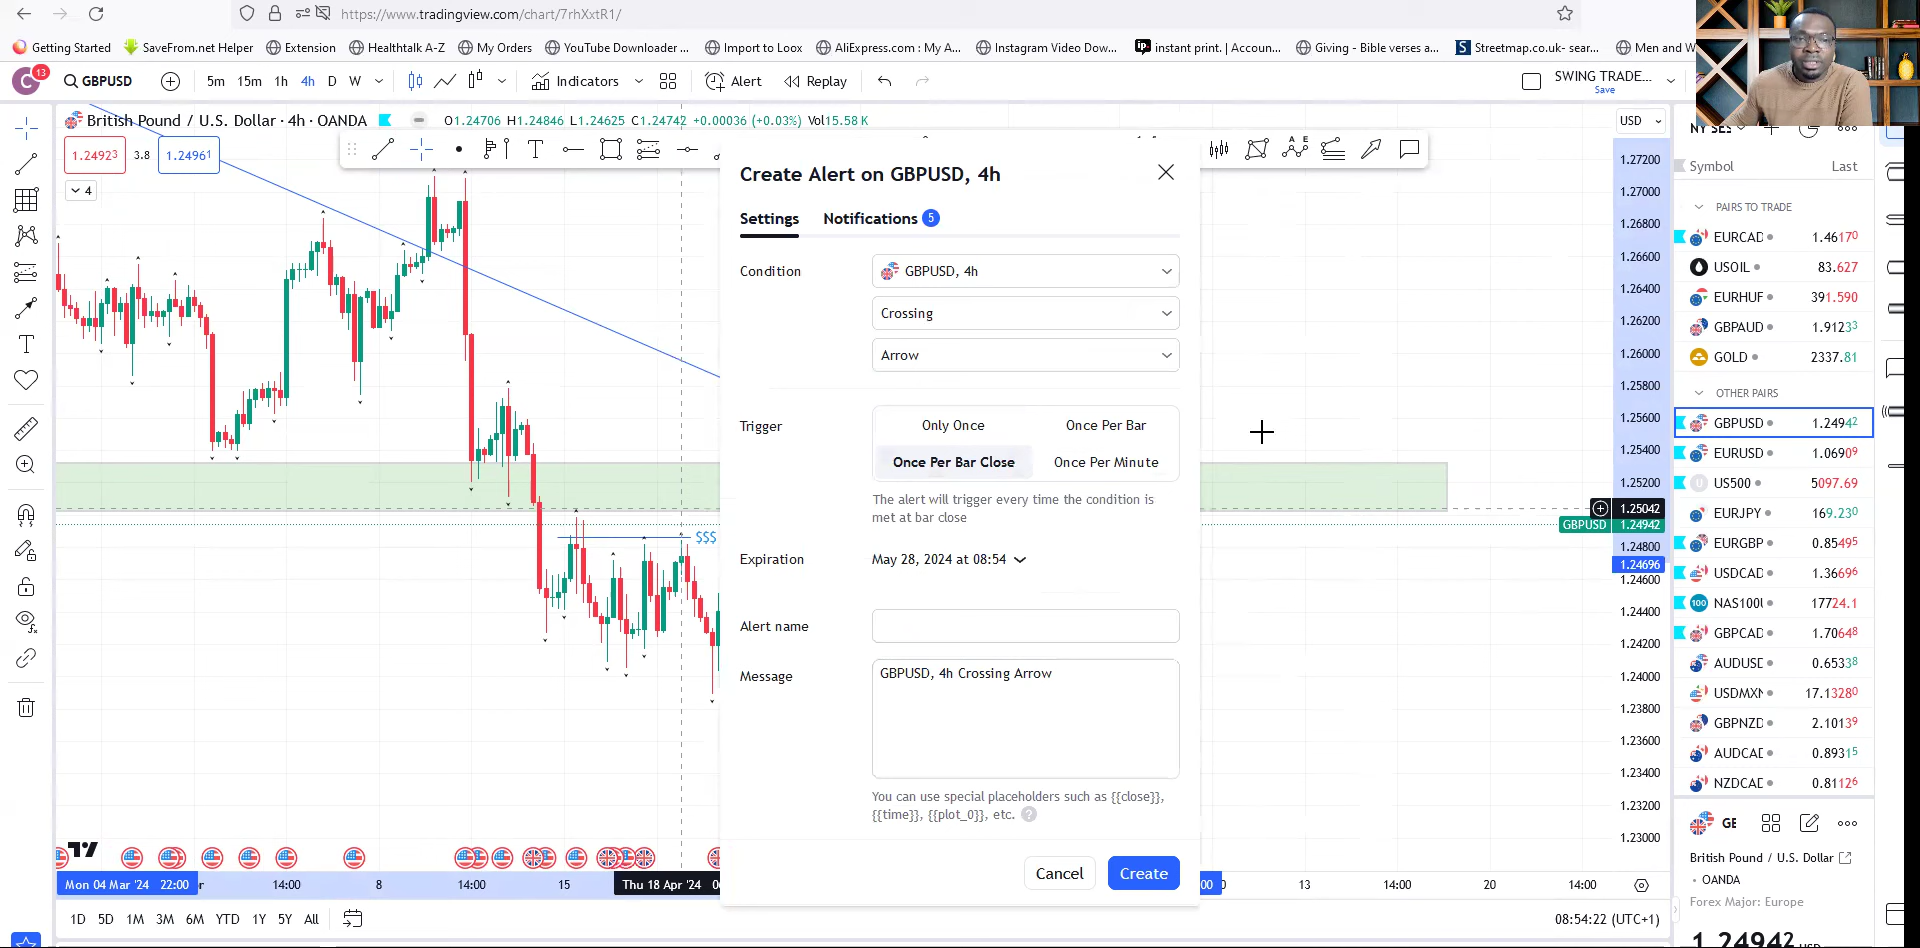 https://www.tradingview.com/chart/7rhXxtR1/
Getting Started
SaveFrom.net Helper
Extension
Healthtalk A-Z
My Orders
YouTube Downloader ...
Import to Loox
AliExpress.com : My A...
Instagram Video Dow...
ip. instant print. | Accoun...
Giving - Bible verses a...
S Streetmap.co.uk- sear...
Men and W
C 13 GBPUSD 5m 15m 1h 4h D W Indicators Alert Replay SWING TRADE...
Save
British Pound / U.S. Dollar · 4h · OANDA O1.24706 H1.24846 L1.24625 C1.24742 +0.00036 (+0.03%) Vol15.58 K
USD
1.24923 3.8 1.24961
4
$$$
Create Alert on GBPUSD, 4h
Settings Notifications 5
Condition GBPUSD, 4h
Crossing
Arrow
Trigger Only Once Once Per Bar
Once Per Bar Close Once Per Minute
The alert will trigger every time the condition is
met at bar close
Expiration May 28, 2024 at 08:54
Alert name
Message GBPUSD, 4h Crossing Arrow
You can use special placeholders such as {{close}},
{{time}}, {{plot_0}}, etc. ?
Cancel Create
1.27200
1.27000
1.26800
1.26600
1.26400
1.26200
1.26000
1.25800
1.25600
1.25400
1.25200
1.25042
GBPUSD 1.24942
1.24800
1.24696
1.24600
1.24400
1.24200
1.24000
1.23800
1.23600
1.23400
1.23200
1.23000
Mon 04 Mar '24 22:00 14:00 8 14:00 15 Thu 18 Apr '24 :00 13 14:00 20 14:00
1D 5D 1M 3M 6M YTD 1Y 5Y All
08:54:22 (UTC+1)
NY SES
Symbol Last
PAIRS TO TRADE
EURCAD 1.46170
USOIL 83.627
EURHUF 391.590
GBPAUD 1.91233
GOLD 2337.81
OTHER PAIRS
GBPUSD 1.24942
EURUSD 1.06909
US500 5097.69
EURJPY 169.230
EURGBP 0.85495
USDCAD 1.36696
NAS100 17724.1
GBPCAD 1.70648
AUDUSD 0.65338
USDMXN 17.13280
GBPNZD 2.10139
AUDCAD 0.89315
NZDCAD 0.81126
British Pound / U.S. Dollar
• OANDA
Forex Major: Europe
1.24942 USD